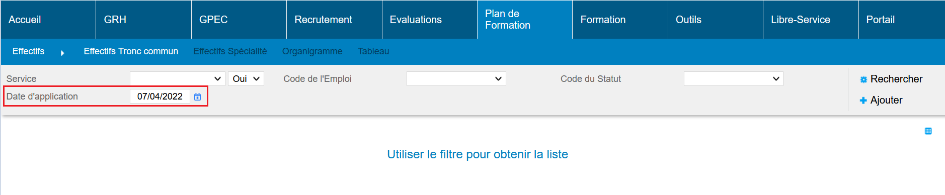 Accueil GRH GPEC Recrutement Evaluations Plan de Formation Formation Outils Libre-Service Portail
Effectifs Effectifs Tronc commun Effectifs Spécialité Organigramme Tableau
Service Oui Code de l'Emploi Code du Statut Rechercher
Date d'application 07/04/2022 Ajouter
Utiliser le filtre pour obtenir la liste